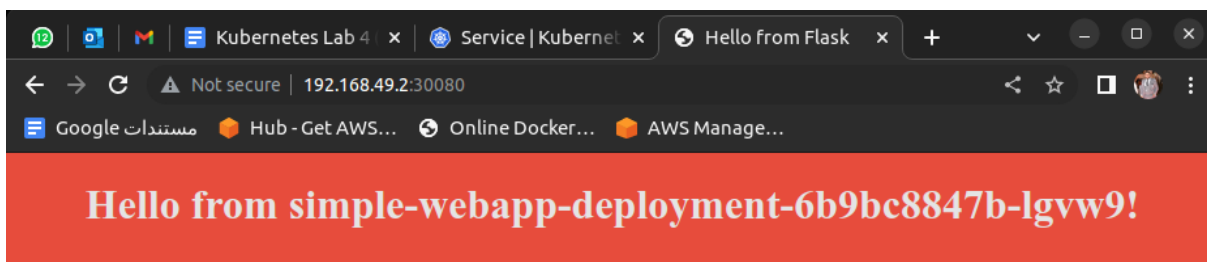 12 Kubernetes Lab 4 ( Service | Kubernet Hello from Flask
Not secure 192.168.49.2:30080
مستندات Google Hub - Get AWS... Online Docker... AWS Manage...
Hello from simple-webapp-deployment-6b9bc8847b-lgvw9!